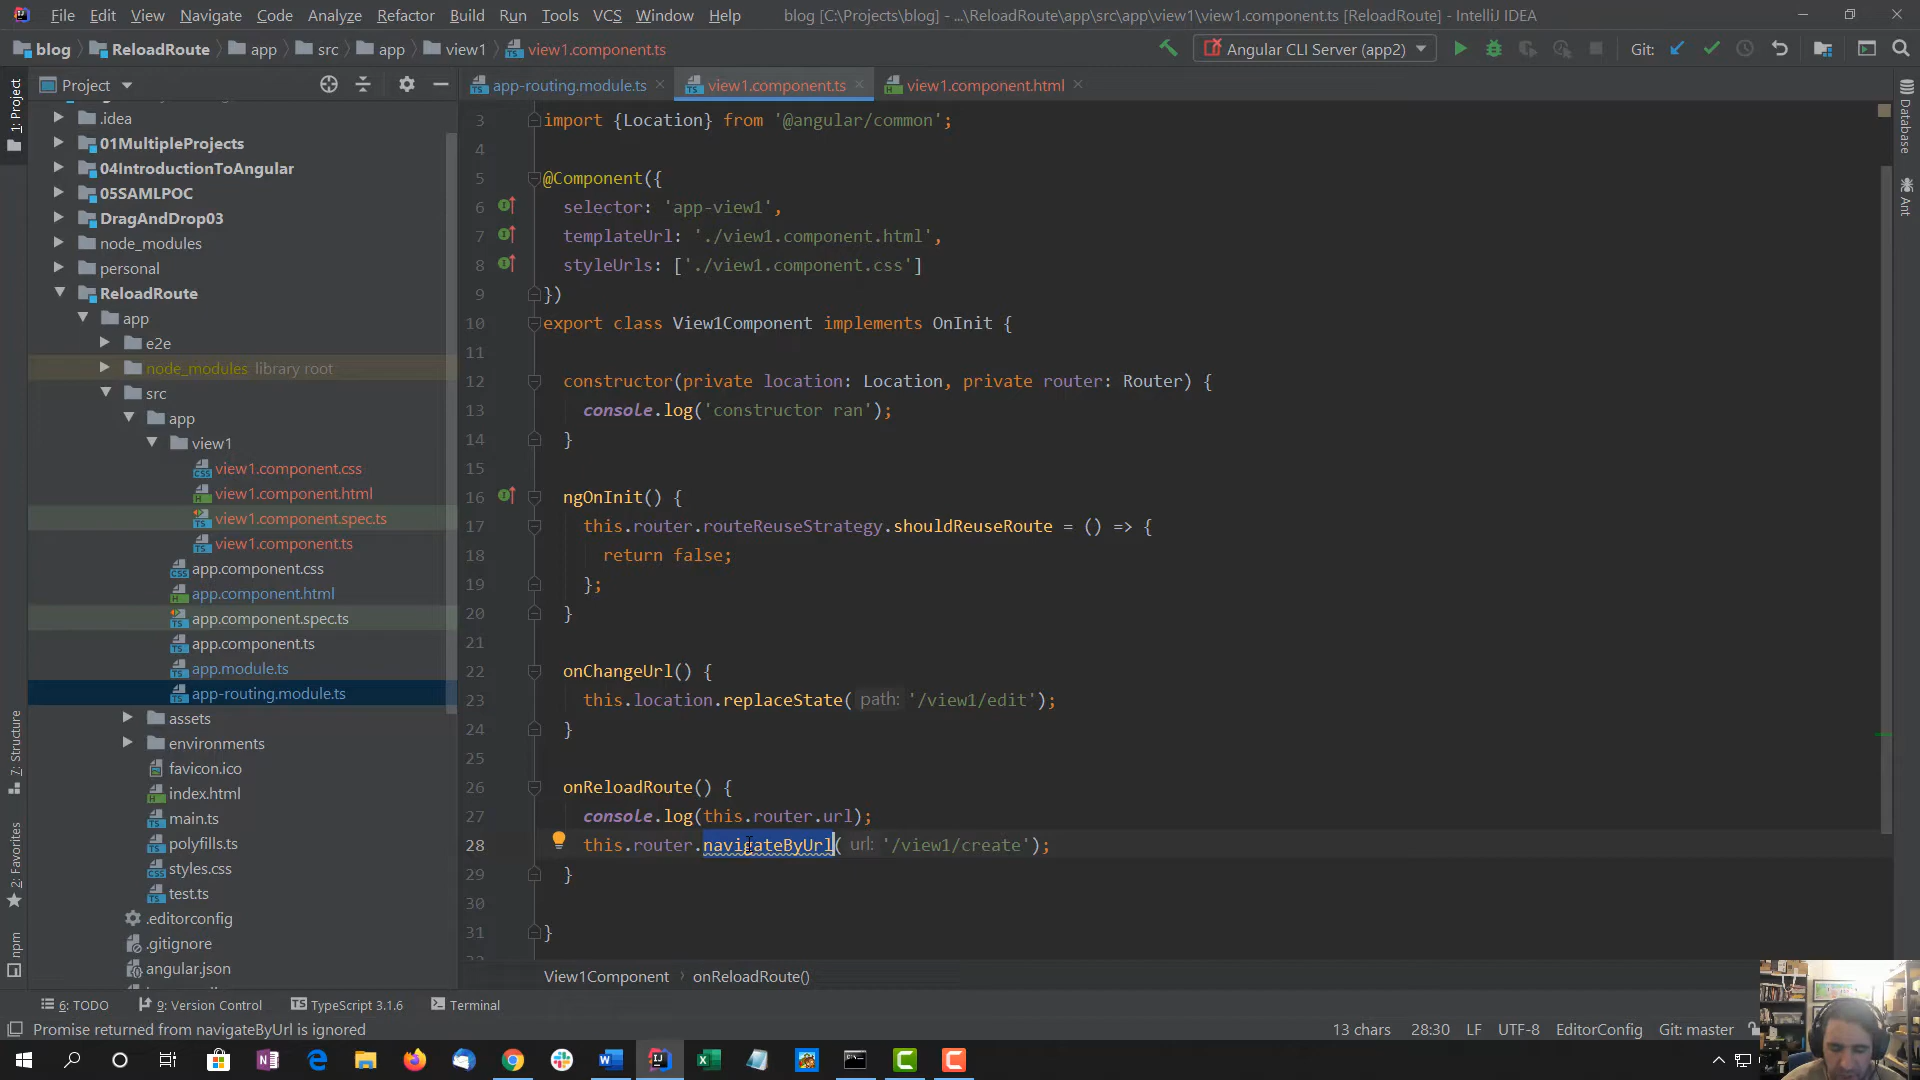 File Edit View Navigate Code Analyze Refactor Build Run Tools VCS Window Help blog [C:\Projects\blog] - ...\ReloadRoute\app\src\app\view1\view1.component.ts [ReloadRoute] - IntelliJ IDEA
blog ReloadRoute app src app view1 view1.component.ts Angular CLI Server (app2) Git:
Project
app-routing.module.ts view1.component.ts view1.component.html
1: Project
7: Structure
2: Favorites
npm
Database
Ant
.idea
01MultipleProjects
04IntroductionToAngular
05SAMLPOC
DragAndDrop03
node_modules
personal
ReloadRoute
app
e2e
node_modules library root
src
app
view1
view1.component.css
view1.component.html
view1.component.spec.ts
view1.component.ts
app.component.css
app.component.html
app.component.spec.ts
app.component.ts
app.module.ts
app-routing.module.ts
assets
environments
favicon.ico
index.html
main.ts
polyfills.ts
styles.css
test.ts
.editorconfig
.gitignore
angular.json
3 import {Location} from '@angular/common';
4
5 @Component({
6 selector: 'app-view1',
7 templateUrl: './view1.component.html',
8 styleUrls: ['./view1.component.css']
9 })
10 export class View1Component implements OnInit {
11
12 constructor(private location: Location, private router: Router) {
13 console.log('constructor ran');
14 }
15
16 ngOnInit() {
17 this.router.routeReuseStrategy.shouldReuseRoute = () => {
18 return false;
19 };
20 }
21
22 onChangeUrl() {
23 this.location.replaceState( path: '/view1/edit');
24 }
25
26 onReloadRoute() {
27 console.log(this.router.url);
28 this.router.navigateByUrl( url: '/view1/create');
29 }
30
31 }
View1Component onReloadRoute()
6: TODO 9: Version Control TypeScript 3.1.6 Terminal
Promise returned from navigateByUrl is ignored 13 chars 28:30 LF UTF-8 EditorConfig Git: master